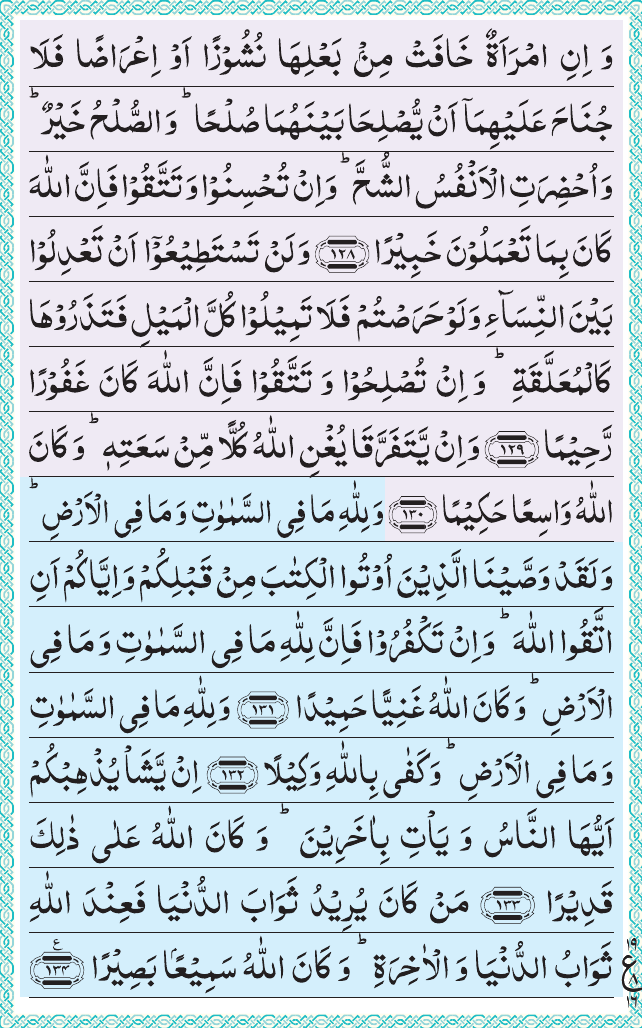 وَ اِنِ امْرَاَةٌ خَافَتْ مِنْۢ بَعْلِهَا نُشُوْزًا اَوْ اِعْرَاضًا فَلَا
جُنَاحَ عَلَیْهِمَاۤ اَنْ یُّصْلِحَا بَیْنَهُمَا صُلْحًاؕ وَ الصُّلْحُ خَیْرٌؕ
وَ اُحْضِرَتِ الْاَنْفُسُ الشُّحَّؕ وَ اِنْ تُحْسِنُوْا وَ تَتَّقُوْا فَاِنَّ اللّٰهَ
كَانَ بِمَا تَعْمَلُوْنَ خَبِیْرًا ﴿۱۲۸﴾ وَ لَنْ تَسْتَطِیْعُوْۤا اَنْ تَعْدِلُوْا
بَیْنَ النِّسَآءِ وَ لَوْ حَرَصْتُمْ فَلَا تَمِیْلُوْا كُلَّ الْمَیْلِ فَتَذَرُوْهَا
كَالْمُعَلَّقَةِؕ وَ اِنْ تُصْلِحُوْا وَ تَتَّقُوْا فَاِنَّ اللّٰهَ كَانَ غَفُوْرًا
رَّحِیْمًا ﴿۱۲۹﴾ وَ اِنْ یَّتَفَرَّقَا یُغْنِ اللّٰهُ كُلًّا مِّنْ سَعَتِهٖؕ وَ كَانَ
اللّٰهُ وَاسِعًا حَكِیْمًا ﴿۱۳۰﴾ وَ لِلّٰهِ مَا فِی السَّمٰوٰتِ وَ مَا فِی الْاَرْضِؕ
وَ لَقَدْ وَصَّیْنَا الَّذِیْنَ اُوْتُوا الْكِتٰبَ مِنْ قَبْلِكُمْ وَ اِیَّاكُمْ اَنِ
اتَّقُوا اللّٰهَؕ وَ اِنْ تَكْفُرُوْا فَاِنَّ لِلّٰهِ مَا فِی السَّمٰوٰتِ وَ مَا فِی
الْاَرْضِؕ وَ كَانَ اللّٰهُ غَنِیًّا حَمِیْدًا ﴿۱۳۱﴾ وَ لِلّٰهِ مَا فِی السَّمٰوٰتِ
وَ مَا فِی الْاَرْضِؕ وَ كَفٰى بِاللّٰهِ وَكِیْلًا ﴿۱۳۲﴾ اِنْ یَّشَاْ یُذْهِبْكُمْ
اَیُّهَا النَّاسُ وَ یَاْتِ بِاٰخَرِیْنَؕ وَ كَانَ اللّٰهُ عَلٰى ذٰلِكَ
قَدِیْرًا ﴿۱۳۳﴾ مَنْ كَانَ یُرِیْدُ ثَوَابَ الدُّنْیَا فَعِنْدَ اللّٰهِ
ثَوَابُ الدُّنْیَا وَ الْاٰخِرَةِؕ وَ كَانَ اللّٰهُ سَمِیْعًۢا بَصِیْرًا ﴿۱۳۴﴾ ع
۱۹
ع
۸
۱۶